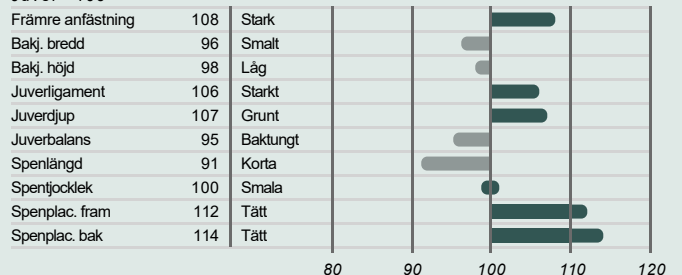 Främre anfästning 108 Stark
Bakj. bredd 96 Smalt
Bakj. höjd 98 Låg
Juverligament 106 Starkt
Juverdjup 107 Grunt
Juverbalans 95 Baktungt
Spenlängd 91 Korta
Spentjocklek 100 Smala
Spenplac. fram 112 Tätt
Spenplac. bak 114 Tätt
80 90 100 110 120